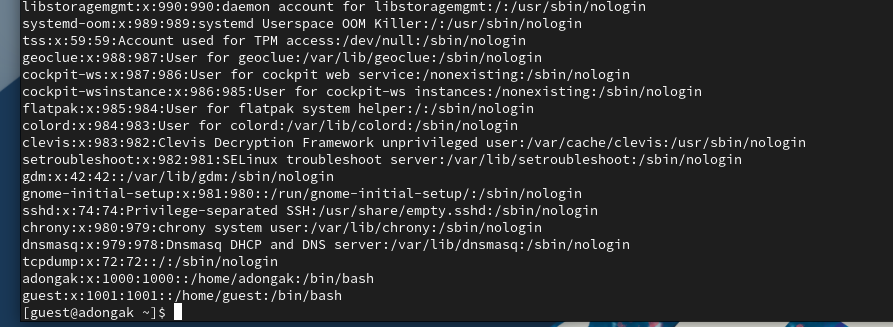 libstoragemgmt:x:990:990:daemon account for libstoragemgmt:/:/usr/sbin/nologin
systemd-oom:x:989:989:systemd Userspace OOM Killer:/:/usr/sbin/nologin
tss:x:59:59:Account used for TPM access:/dev/null:/sbin/nologin
geoclue:x:988:987:User for geoclue:/var/lib/geoclue:/sbin/nologin
cockpit-ws:x:987:986:User for cockpit web service:/nonexisting:/sbin/nologin
cockpit-wsinstance:x:986:985:User for cockpit-ws instances:/nonexisting:/sbin/nologin
flatpak:x:985:984:User for flatpak system helper:/:/sbin/nologin
colord:x:984:983:User for colord:/var/lib/colord:/sbin/nologin
clevis:x:983:982:Clevis Decryption Framework unprivileged user:/var/cache/clevis:/usr/sbin/nologin
setroubleshoot:x:982:981:SELinux troubleshoot server:/var/lib/setroubleshoot:/sbin/nologin
gdm:x:42:42::/var/lib/gdm:/sbin/nologin
gnome-initial-setup:x:981:980::/run/gnome-initial-setup/:/sbin/nologin
sshd:x:74:74:Privilege-separated SSH:/usr/share/empty.sshd:/sbin/nologin
chrony:x:980:979:chrony system user:/var/lib/chrony:/sbin/nologin
dnsmasq:x:979:978:Dnsmasq DHCP and DNS server:/var/lib/dnsmasq:/sbin/nologin
tcpdump:x:72:72::/:/sbin/nologin
adongak:x:1000:1000::/home/adongak:/bin/bash
guest:x:1001:1001::/home/guest:/bin/bash
[guest@adongak ~]$